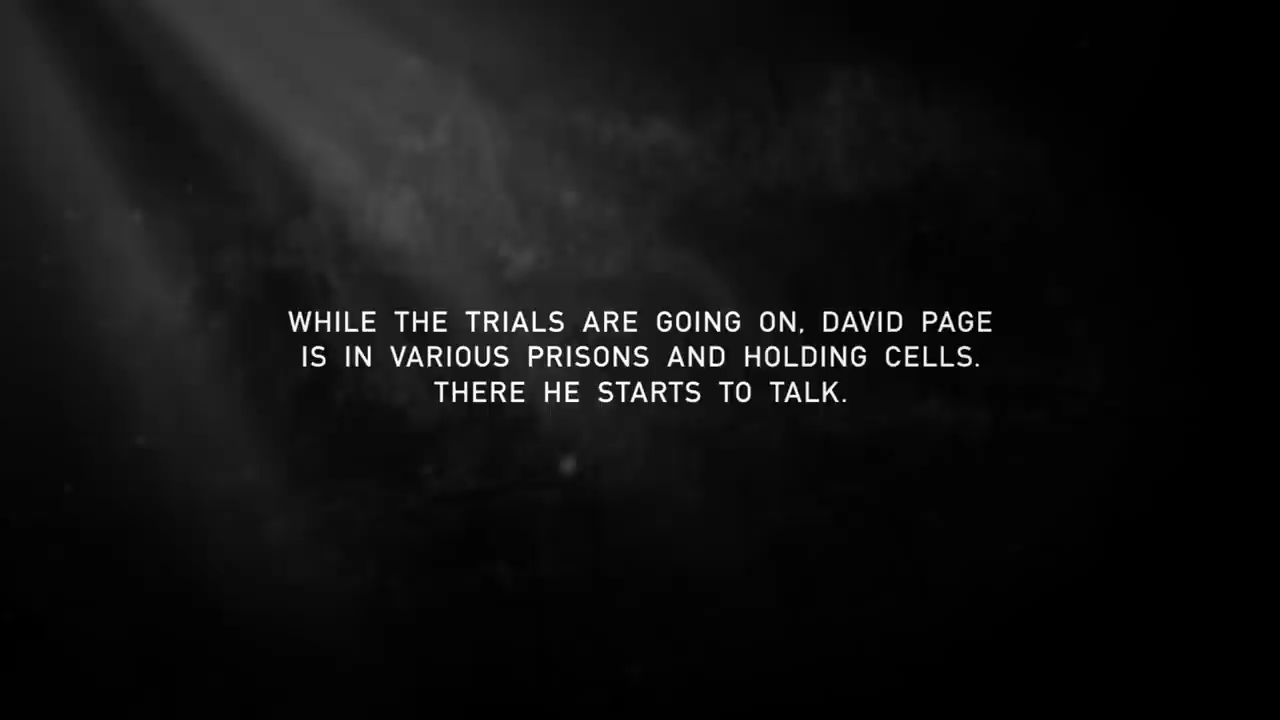 WHILE THE TRIALS ARE GOING ON, DAVID PAGE
IS IN VARIOUS PRISONS AND HOLDING CELLS.
THERE HE STARTS TO TALK.